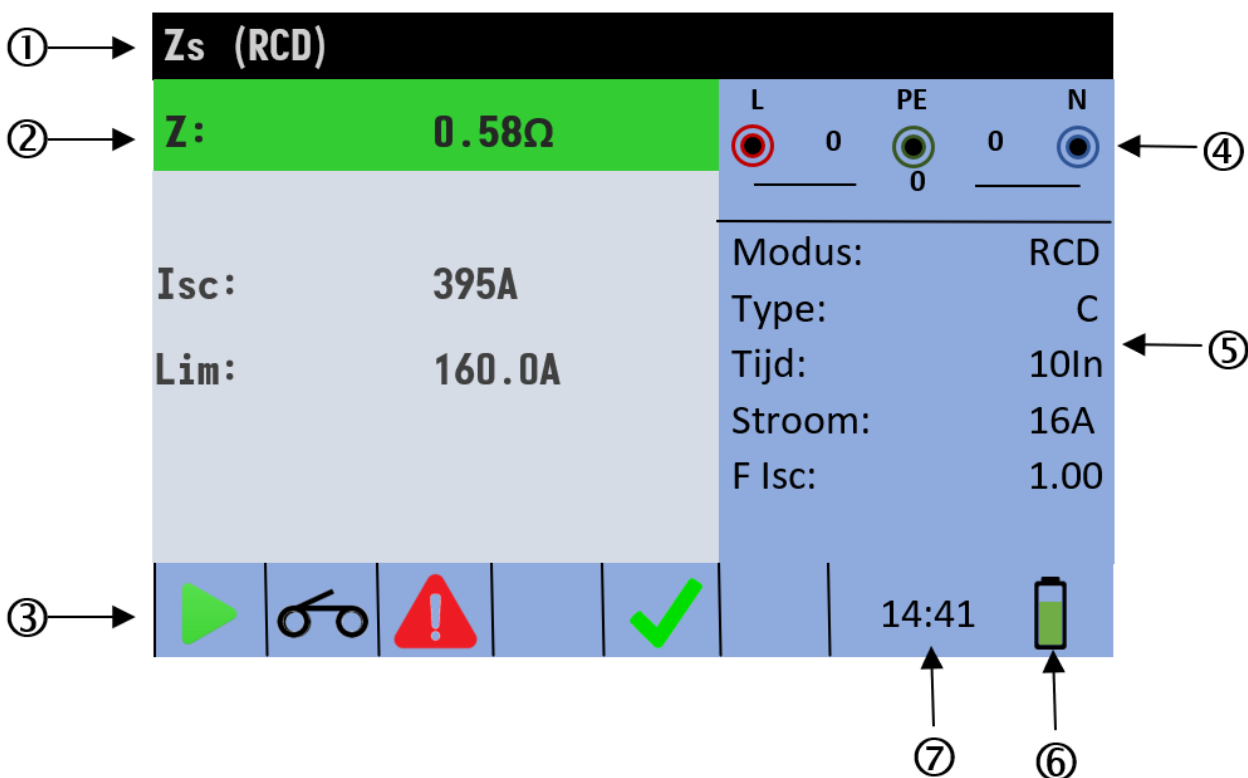 ① Zs (RCD)
② Z: 0.58Ω
L PE N
0 0
0
④
Isc: 395A
Lim: 160.0A
Modus: RCD
Type: C
Tijd: 10In
Stroom: 16A
F Isc: 1.00
⑤
③ 14:41
⑦ ⑥